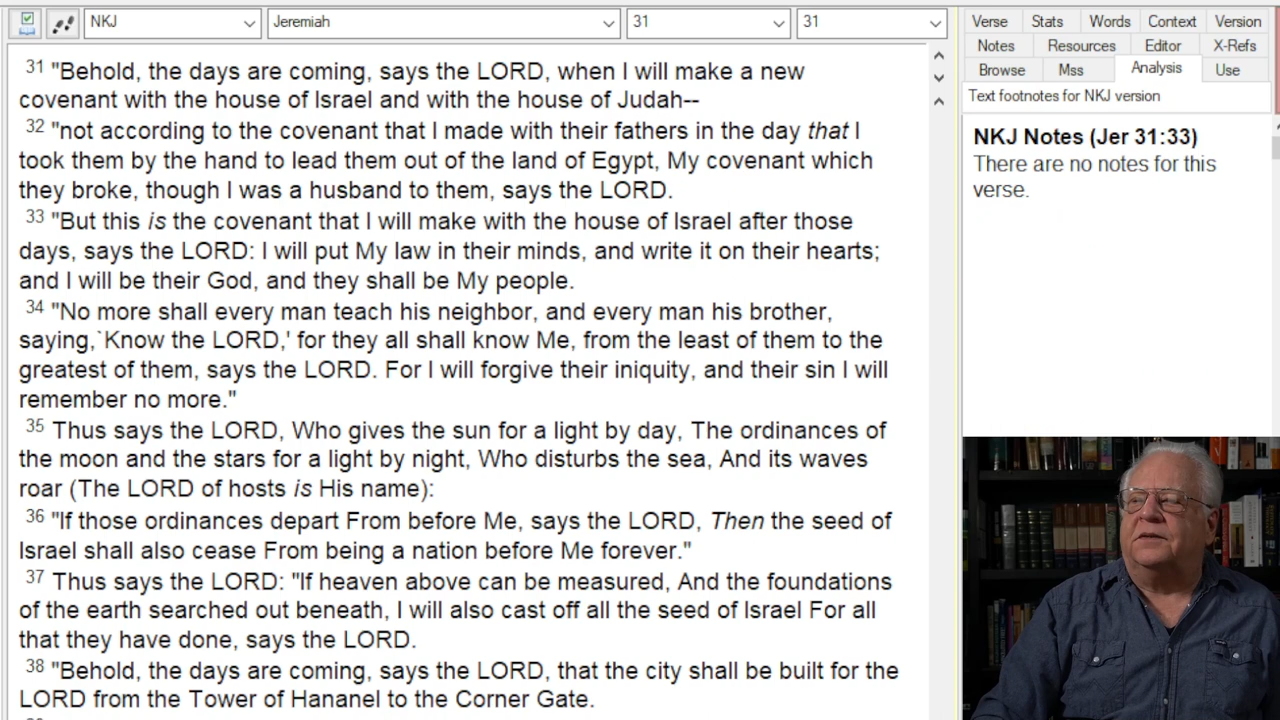 NKJ Jeremiah 31 31
31 "Behold, the days are coming, says the LORD, when I will make a new
covenant with the house of Israel and with the house of Judah--
32 "not according to the covenant that I made with their fathers in the day that I
took them by the hand to lead them out of the land of Egypt, My covenant which
they broke, though I was a husband to them, says the LORD.
33 "But this is the covenant that I will make with the house of Israel after those
days, says the LORD: I will put My law in their minds, and write it on their hearts;
and I will be their God, and they shall be My people.
34 "No more shall every man teach his neighbor, and every man his brother,
saying,`Know the LORD,' for they all shall know Me, from the least of them to the
greatest of them, says the LORD. For I will forgive their iniquity, and their sin I will
remember no more."
35 Thus says the LORD, Who gives the sun for a light by day, The ordinances of
the moon and the stars for a light by night, Who disturbs the sea, And its waves
roar (The LORD of hosts is His name):
36 "If those ordinances depart From before Me, says the LORD, Then the seed of
Israel shall also cease From being a nation before Me forever."
37 Thus says the LORD: "If heaven above can be measured, And the foundations
of the earth searched out beneath, I will also cast off all the seed of Israel For all
that they have done, says the LORD.
38 "Behold, the days are coming, says the LORD, that the city shall be built for the
LORD from the Tower of Hananel to the Corner Gate.
Verse Stats Words Context Version
Notes Resources Editor X-Refs
Browse Mss Analysis Use
Text footnotes for NKJ version
NKJ Notes (Jer 31:33)
There are no notes for this
verse.